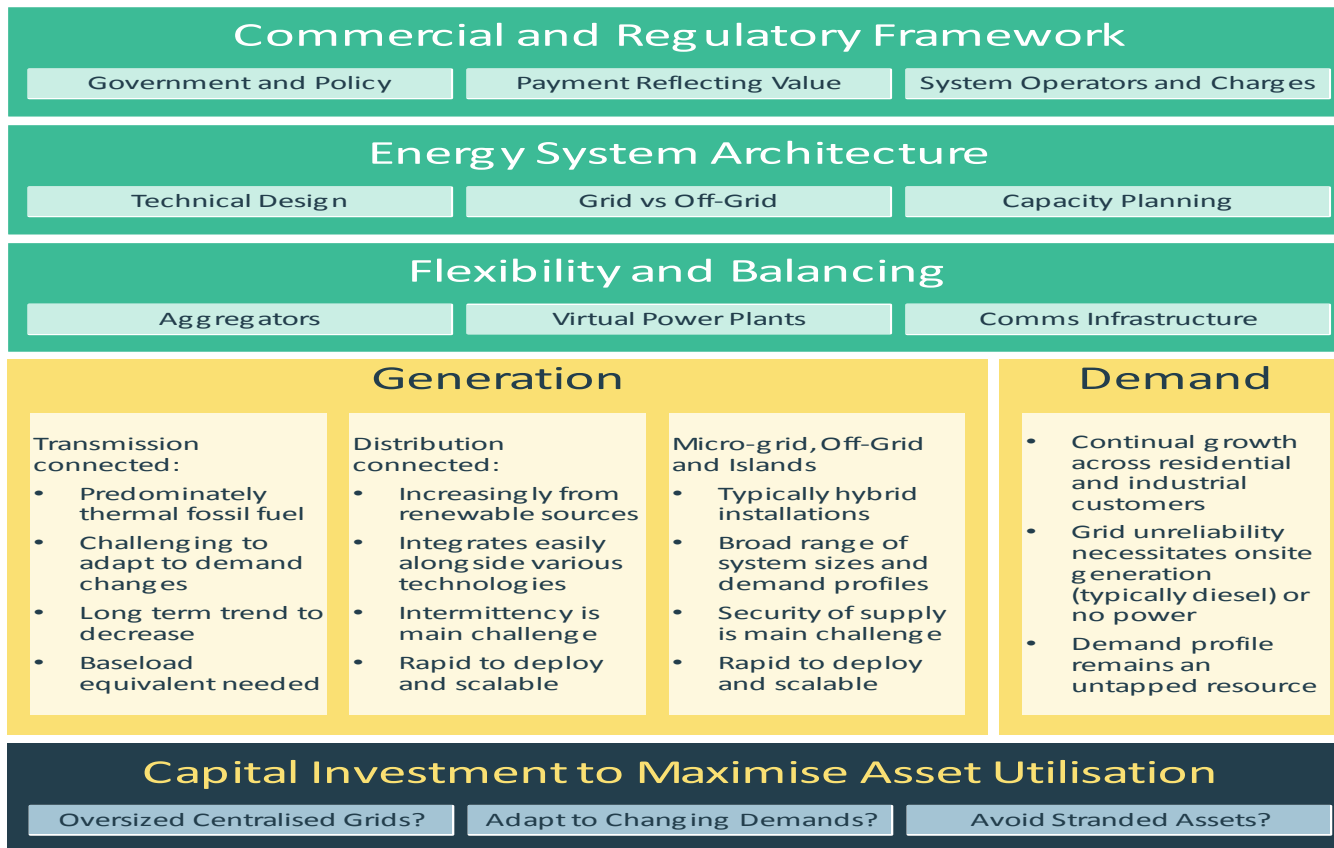 Commercial and Regulatory Framework
Government and Policy
Payment Reflecting Value
System Operators and Charges
Energy System Architecture
Technical Design
Grid vs Off-Grid
Capacity Planning
Flexibility and Balancing
Aggregators
Virtual Power Plants
Comms Infrastructure
Generation
Transmission
connected:
• Predominately
thermal fossil fuel
• Challenging to
adapt to demand
changes
• Long term trend to
decrease
• Baseload
equivalent needed
Distribution
connected:
• Increasingly from
renewable sources
• Integrates easily
alongside various
technologies
• Intermittency is
main challenge
• Rapid to deploy
and scalable
Micro-grid, Off-Grid
and Islands
• Typically hybrid
installations
• Broad range of
system sizes and
demand profiles
• Security of supply
is main challenge
• Rapid to deploy
and scalable
Demand
• Continual growth
across residential
and industrial
customers
• Grid unreliability
necessitates onsite
generation
(typically diesel) or
no power
• Demand profile
remains an
untapped resource
Capital Investment to Maximise Asset Utilisation
Oversized Centralised Grids?
Adapt to Changing Demands?
Avoid Stranded Assets?